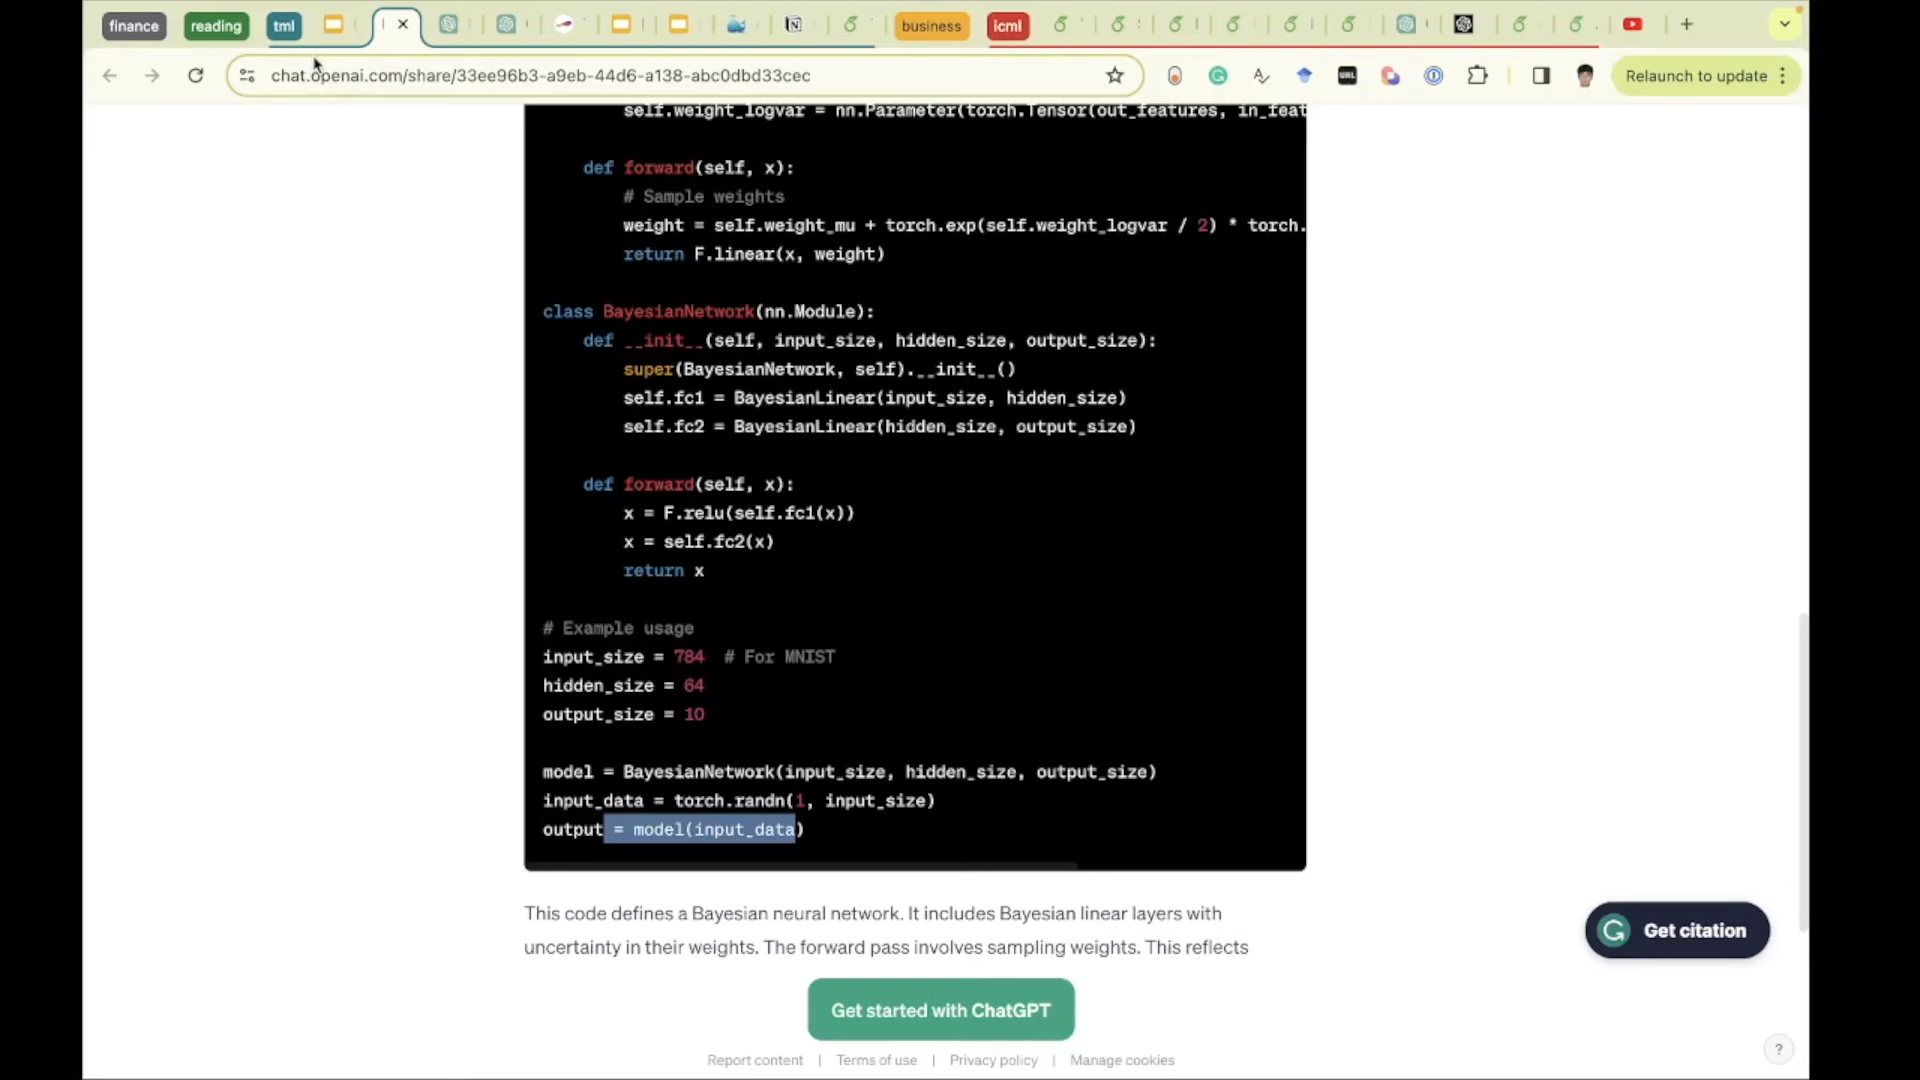 finance
reading
tml
business
icml
chat.openai.com/share/33ee96b3-a9eb-44d6-a138-abc0dbd33cec
URL
Relaunch to update
self.weight_logvar = nn.Parameter(torch.Tensor(out_features, in_feat
def forward(self, x):
# Sample weights
weight = self.weight_mu + torch.exp(self.weight_logvar / 2) * torch.
return F.linear(x, weight)
class BayesianNetwork(nn.Module):
def __init__(self, input_size, hidden_size, output_size):
super(BayesianNetwork, self).__init__()
self.fc1 = BayesianLinear(input_size, hidden_size)
self.fc2 = BayesianLinear(hidden_size, output_size)
def forward(self, x):
x = F.relu(self.fc1(x))
x = self.fc2(x)
return x
# Example usage
input_size = 784 # For MNIST
hidden_size = 64
output_size = 10
model = BayesianNetwork(input_size, hidden_size, output_size)
input_data = torch.randn(1, input_size)
output = model(input_data)
This code defines a Bayesian neural network. It includes Bayesian linear layers with
uncertainty in their weights. The forward pass involves sampling weights. This reflects
Get citation
Get started with ChatGPT
Report content | Terms of use | Privacy policy | Manage cookies
?